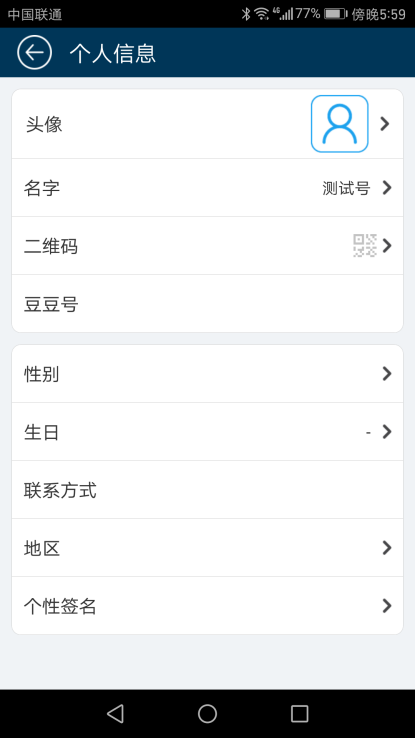 中国联通 4G 77% 傍晚5:59
个人信息
头像
名字 测试号
二维码
豆豆号
性别
生日 -
联系方式
地区
个性签名